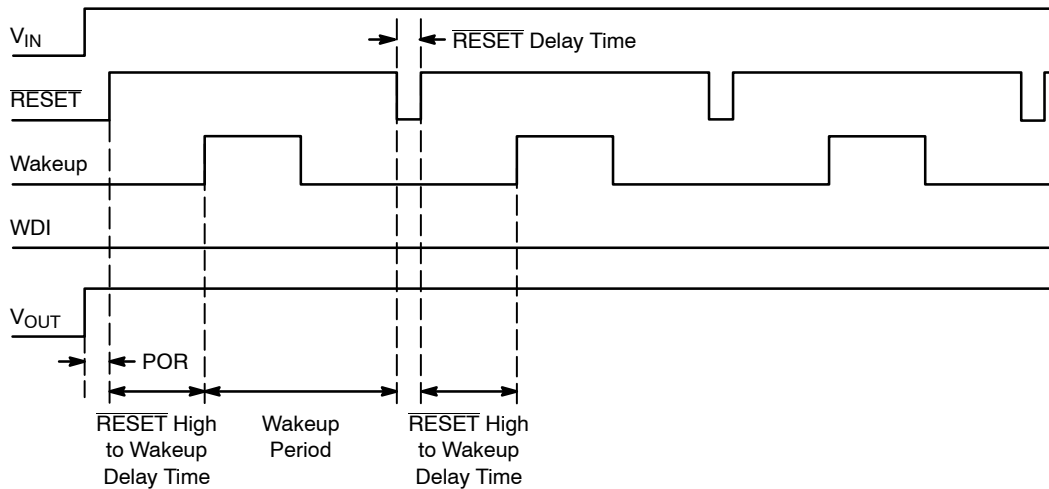 VIN
RESET Delay Time
RESET
Wakeup
WDI
VOUT
POR
RESET High
to Wakeup
Delay Time
Wakeup
Period
RESET High
to Wakeup
Delay Time